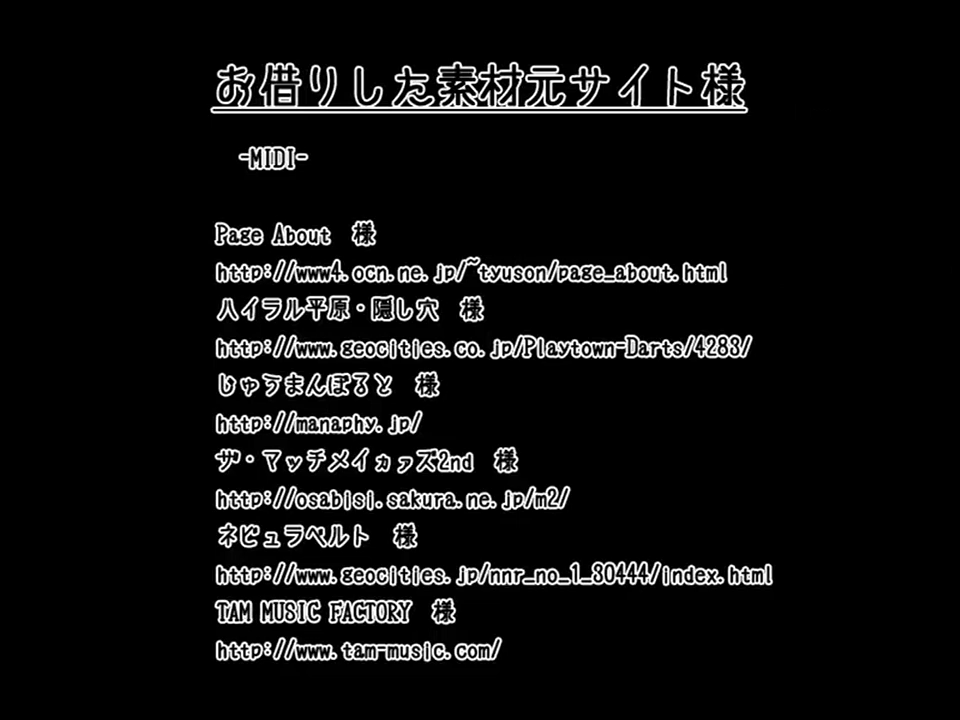 お借りした素材元サイト様
-MIDI-
Page About 様
http://www4.ocn.ne.jp/~tyuson/page_about.html
ハイラル平原・隠し穴 様
http://www.geocities.co.jp/Playtown-Darts/4283/
じゅうまんぼると 様
http://manaphy.jp/
ザ・マッチメイカァズ2nd 様
http://osabisi.sakura.ne.jp/m2/
ネビュラベルト 様
http://www.geocities.jp/nnr_no_1_30444/index.html
TAM MUSIC FACTORY 様
http://www.tam-music.com/